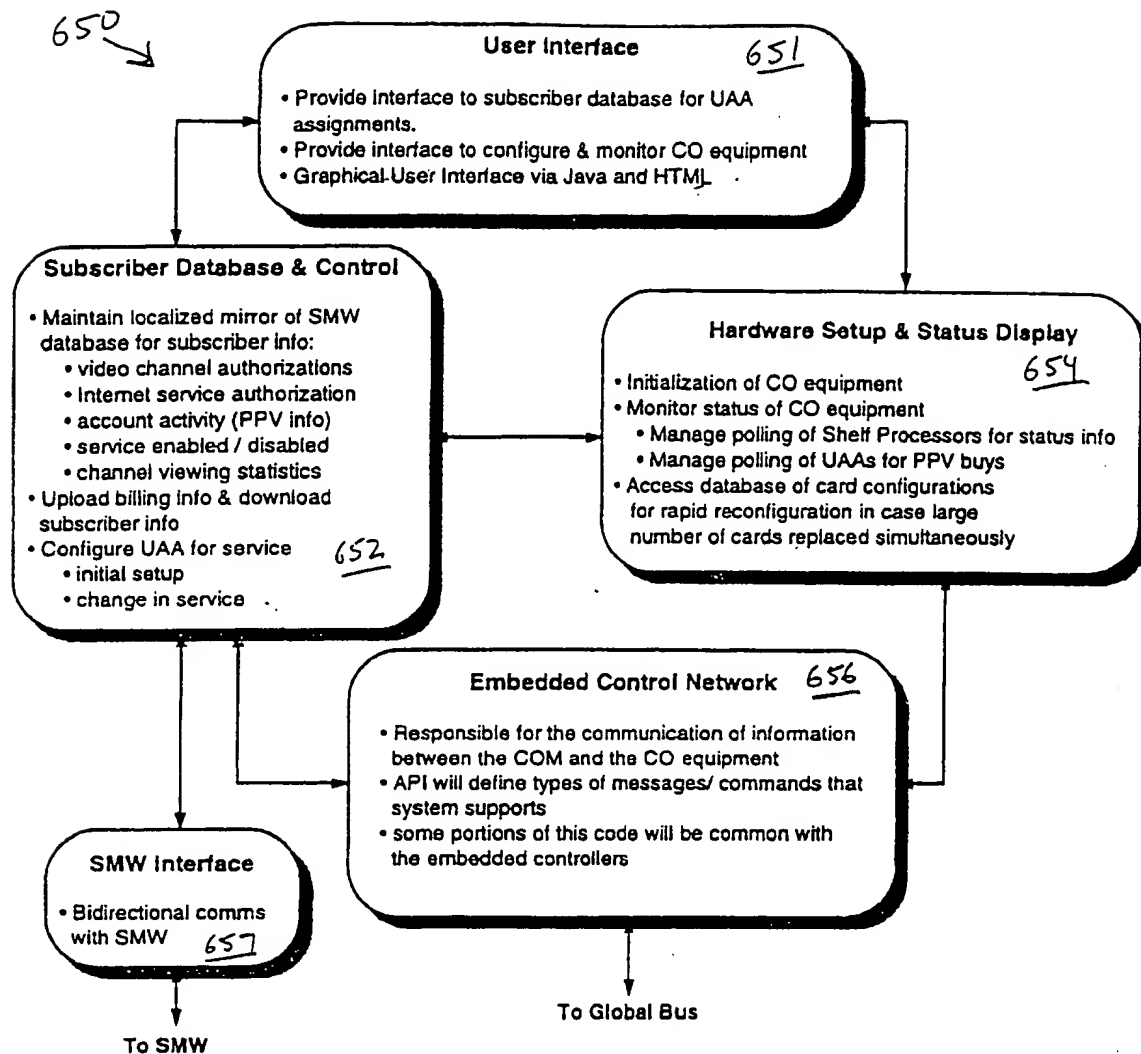 650
User Interface
651
• Provide interface to subscriber database for UAA
assignments.
• Provide interface to configure & monitor CO equipment
• Graphical-User Interface via Java and HTML
Subscriber Database & Control
• Maintain localized mirror of SMW
database for subscriber info:
• video channel authorizations
• Internet service authorization
• account activity (PPV info)
• service enabled / disabled
• channel viewing statistics
• Upload billing info & download
subscriber info
• Configure UAA for service
652
• initial setup
• change in service
Hardware Setup & Status Display
654
• Initialization of CO equipment
• Monitor status of CO equipment
• Manage polling of Shelf Processors for status info
• Manage polling of UAAs for PPV buys
• Access database of card configurations
for rapid reconfiguration in case large
number of cards replaced simultaneously
Embedded Control Network
656
• Responsible for the communication of information
between the COM and the CO equipment
• API will define types of messages/ commands that
system supports
• some portions of this code will be common with
the embedded controllers
SMW Interface
• Bidirectional comms
with SMW
657
To Global Bus
To SMW